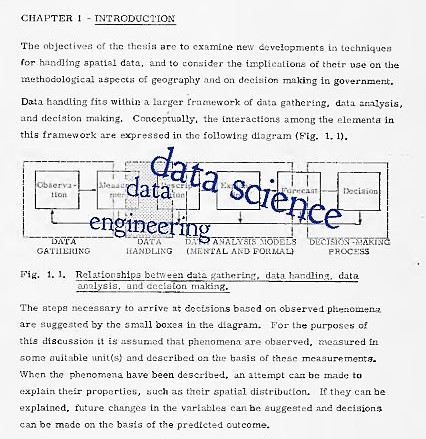 CHAPTER 1 - INTRODUCTION
The objectives of the thesis are to examine new developments in techniques
for handling spatial data, and to consider the implications of their use on the
methodological aspects of geography and on decision making in government.
Data handling fits within a larger framework of data gathering, data analysis,
and decision making. Conceptually, the interactions among the elements in
this framework are expressed in the following diagram (Fig. 1.1).
data science
data
engineering
Observa-
tion
Forecast
Decision
DATA
GATHERING
DATA
HANDLING
DATA ANALYSIS MODELS
(MENTAL AND FORMAL)
DECISION-MAKING
PROCESS
Fig. 1.1. Relationships between data gathering, data handling, data
analysis, and decision making.
The steps necessary to arrive at decisions based on observed phenomena
are suggested by the small boxes in the diagram. For the purposes of
this discussion it is assumed that phenomena are observed, measured in
some suitable unit(s) and described on the basis of these measurements.
When the phenomena have been described, an attempt can be made to
explain their properties, such as their spatial distribution. If they can be
explained, future changes in the variables can be suggested and decisions
can be made on the basis of the predicted outcome.